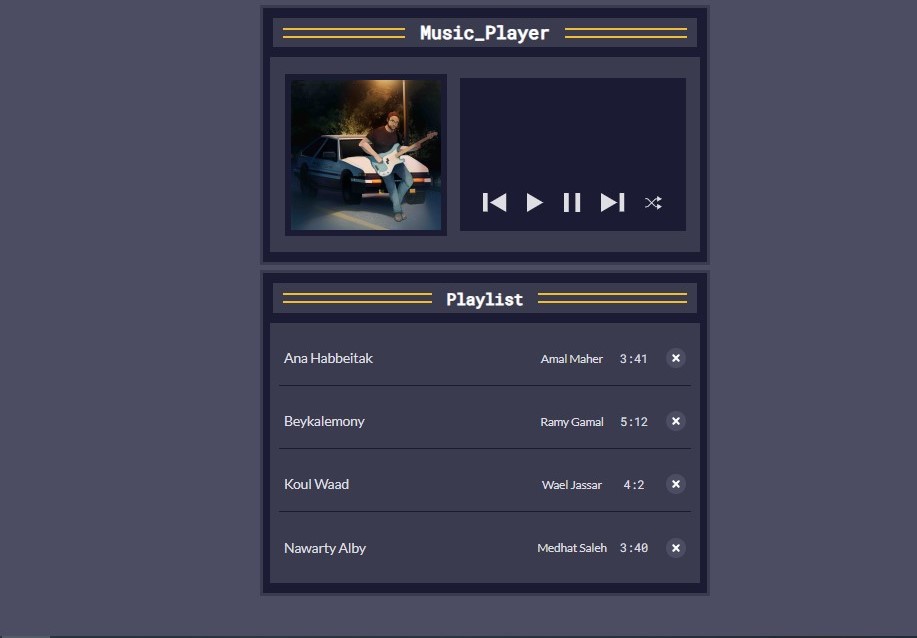 Music_Player
Playlist
Ana Habbeitak Amal Maher 3:41
Beykalemony Ramy Gamal 5:12
Koul Waad Wael Jassar 4:2
Nawarty Alby Medhat Saleh 3:40